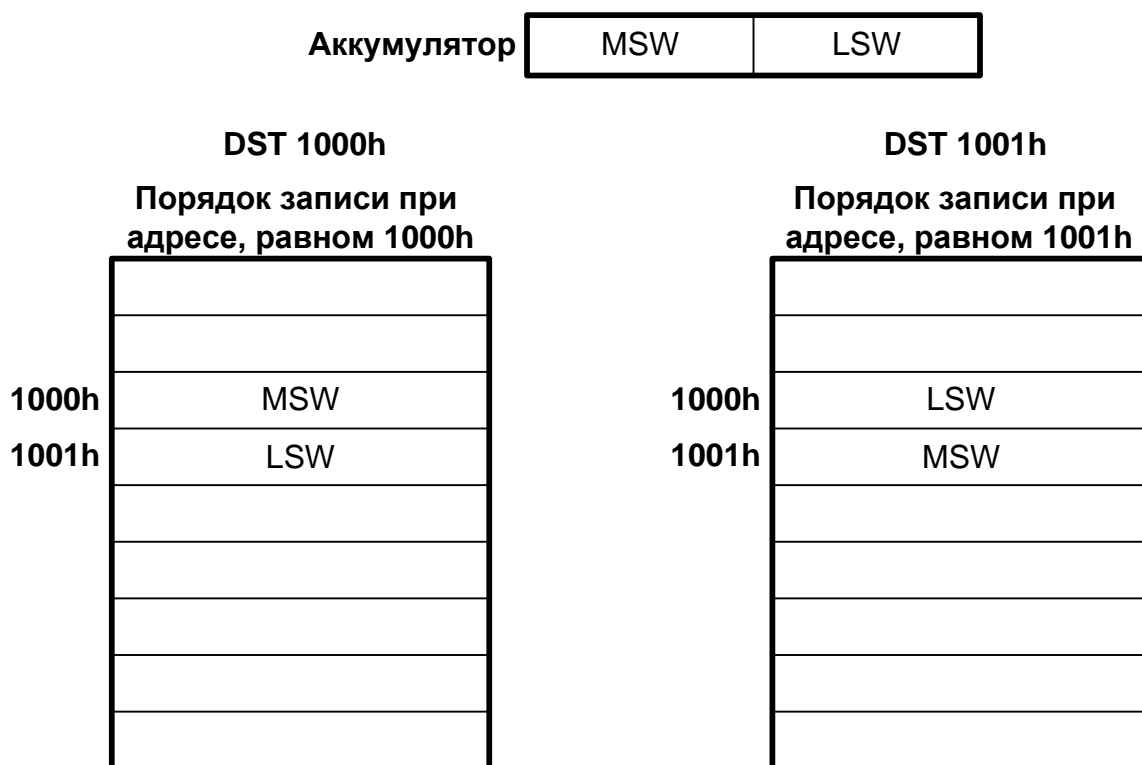 Аккумулятор MSW LSW
DST 1000h DST 1001h
Порядок записи при Порядок записи при
адресе, равном 1000h адресе, равном 1001h
1000h MSW 1000h LSW
1001h LSW 1001h MSW